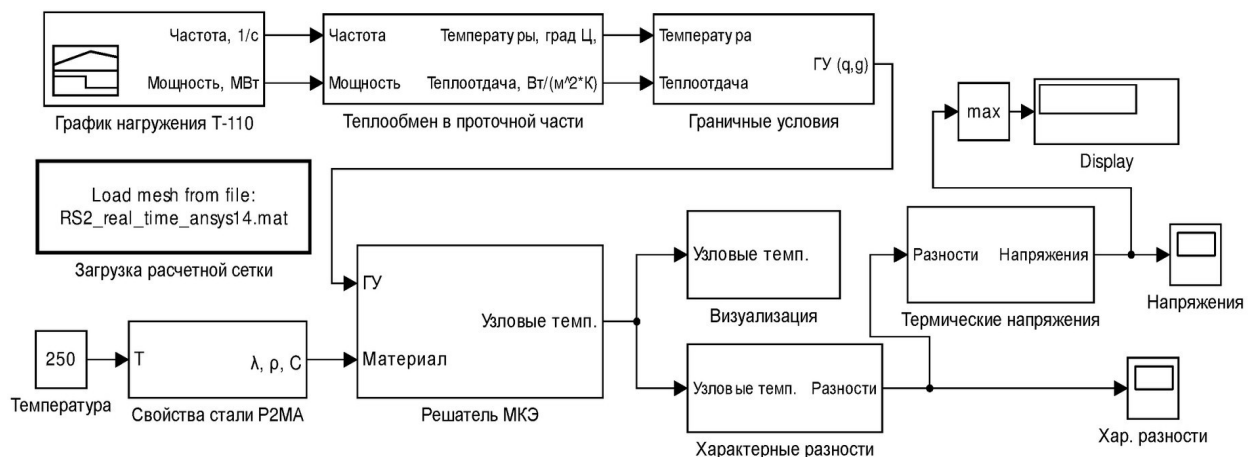 Частота, 1/с
Мощность, МВт
График нагружения Т-110
Частота
Мощность
Температуры, град Ц,
Теплоотдача, Вт/(м^2*К)
Теплообмен в проточной части
Температура
Теплоотдача
ГУ (q,g)
Граничные условия
max
Display
Load mesh from file:
RS2_real_time_ansys14.mat
Загрузка расчетной сетки
250
Температура
T
λ, ρ, C
Свойства стали Р2МА
ГУ
Материал
Узловые темп.
Решатель МКЭ
Узловые темп.
Визуализация
Узловые темп.
Разности
Характерные разности
Разности
Напряжения
Термические напряжения
Напряжения
Хар. разности